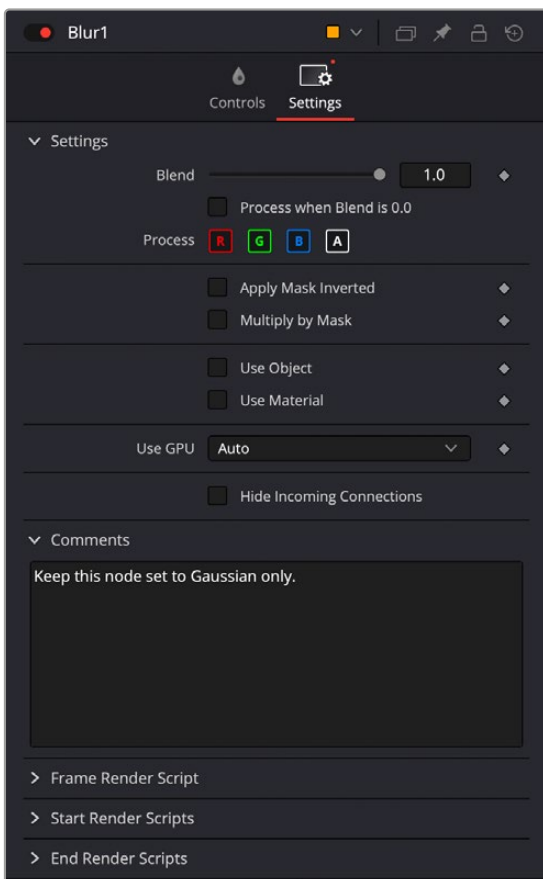 Blur1
Controls Settings
Settings
Blend 1.0
Process when Blend is 0.0
Process R G B A
Apply Mask Inverted
Multiply by Mask
Use Object
Use Material
Use GPU Auto
Hide Incoming Connections
Comments
Keep this node set to Gaussian only.
Frame Render Script
Start Render Scripts
End Render Scripts